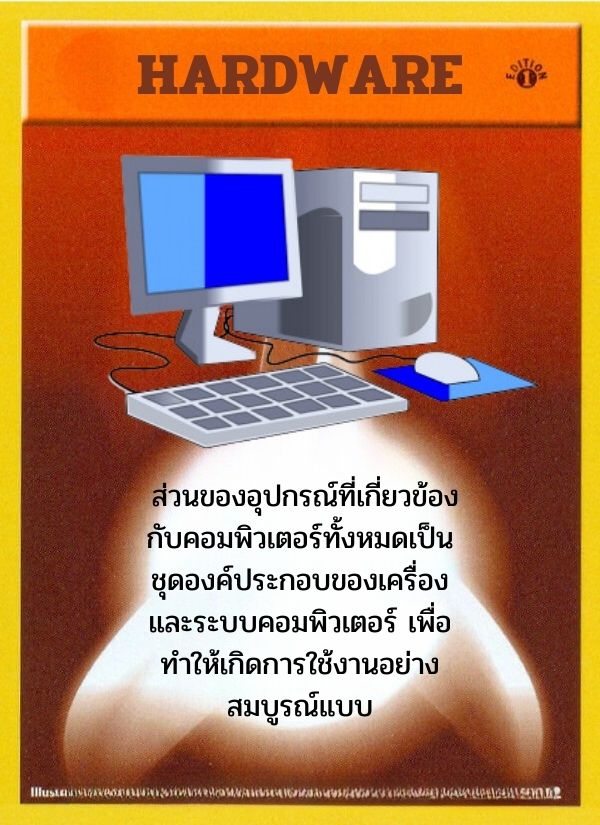 HARDWARE
EDITION
1
ส่วนของอุปกรณ์ที่เกี่ยวข้อง
กับคอมพิวเตอร์ทั้งหมดเป็น
ชุดองค์ประกอบของเครื่อง
และระบบคอมพิวเตอร์ เพื่อ
ทำให้เกิดการใช้งานอย่าง
สมบูรณ์แบบ